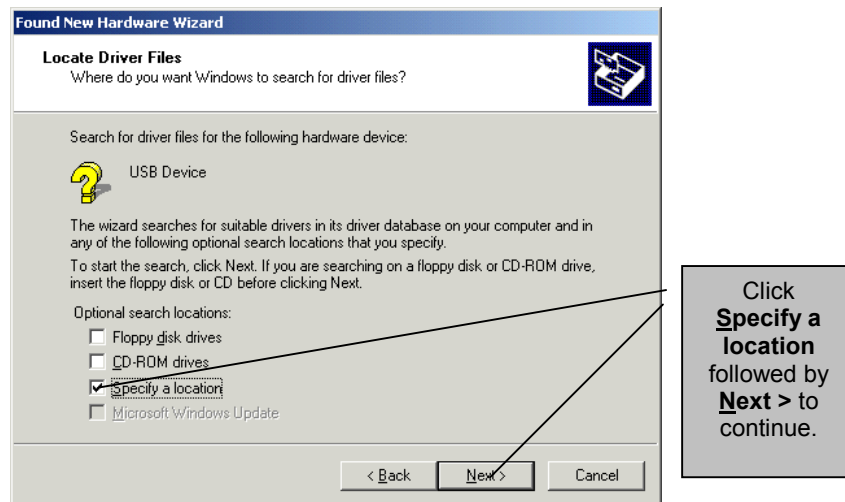 Found New Hardware Wizard
Locate Driver Files
Where do you want Windows to search for driver files?
Search for driver files for the following hardware device:
USB Device
The wizard searches for suitable drivers in its driver database on your computer and in
any of the following optional search locations that you specify.
To start the search, click Next. If you are searching on a floppy disk or CD-ROM drive,
insert the floppy disk or CD before clicking Next.
Optional search locations:
Floppy disk drives
CD-ROM drives
Specify a location
Microsoft Windows Update
< Back
Next >
Cancel
Click
Specify a
location
followed by
Next > to
continue.